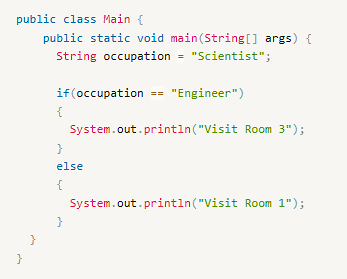 public class Main {
    public static void main(String[] args) {
      String occupation = "Scientist";

      if(occupation == "Engineer")
      {
        System.out.println("Visit Room 3");
      }
      else
      {
        System.out.println("Visit Room 1");
      }
  }
}